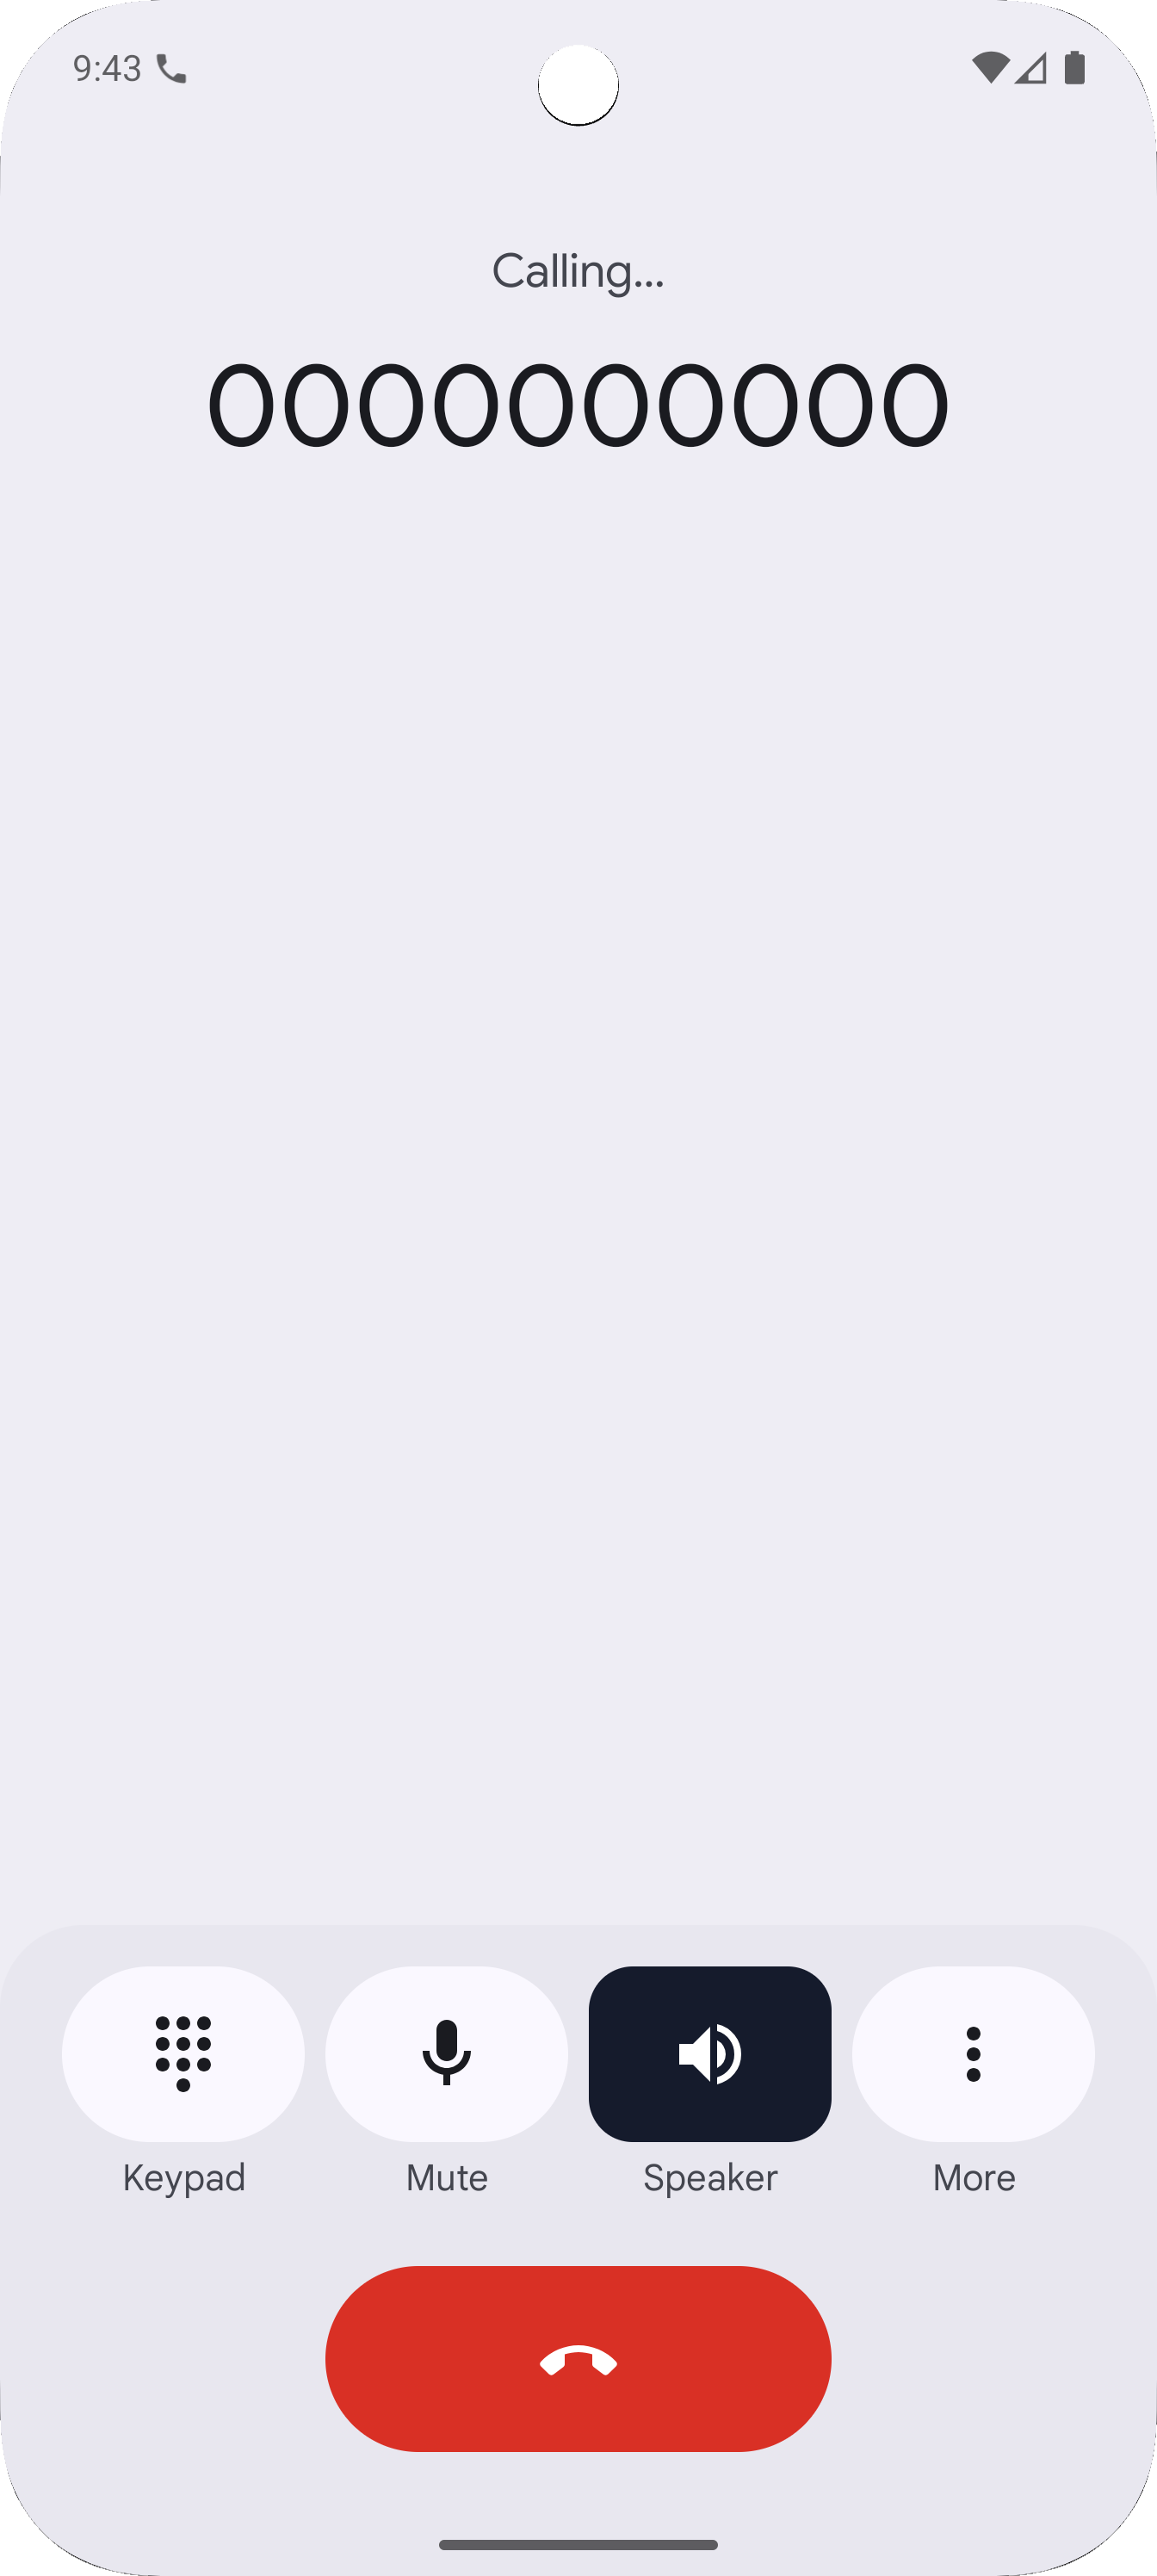 9:43
Calling...
0000000000
Keypad
Mute
Speaker
More